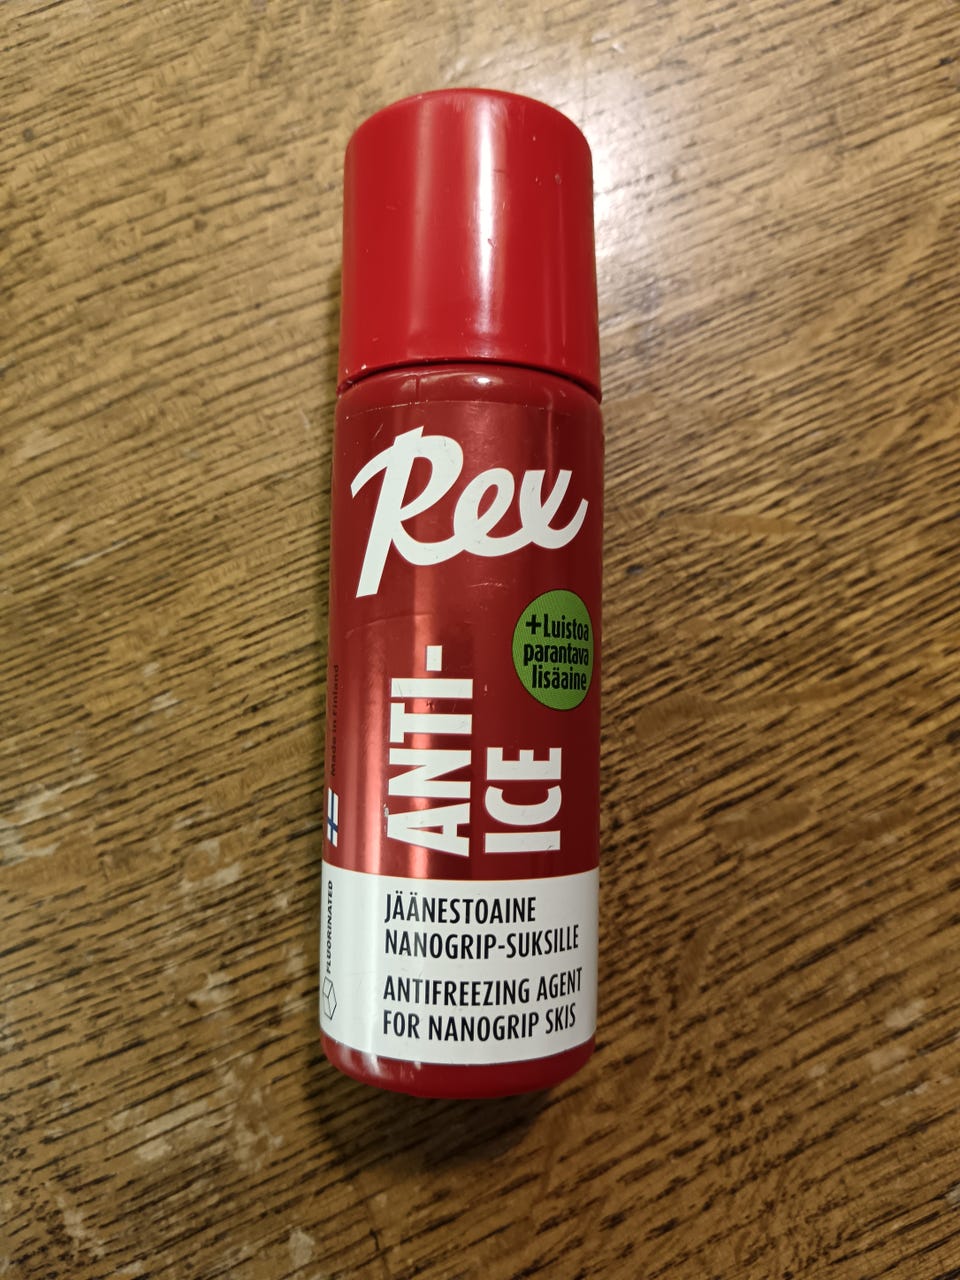 Rex
+Luistoa
parantava
lisäaine
ANTI-
ICE
Made in Finland
FLUORINATED
JÄÄNESTOAINE
NANOGRIP-SUKSILLE
ANTIFREEZING AGENT
FOR NANOGRIP SKIS